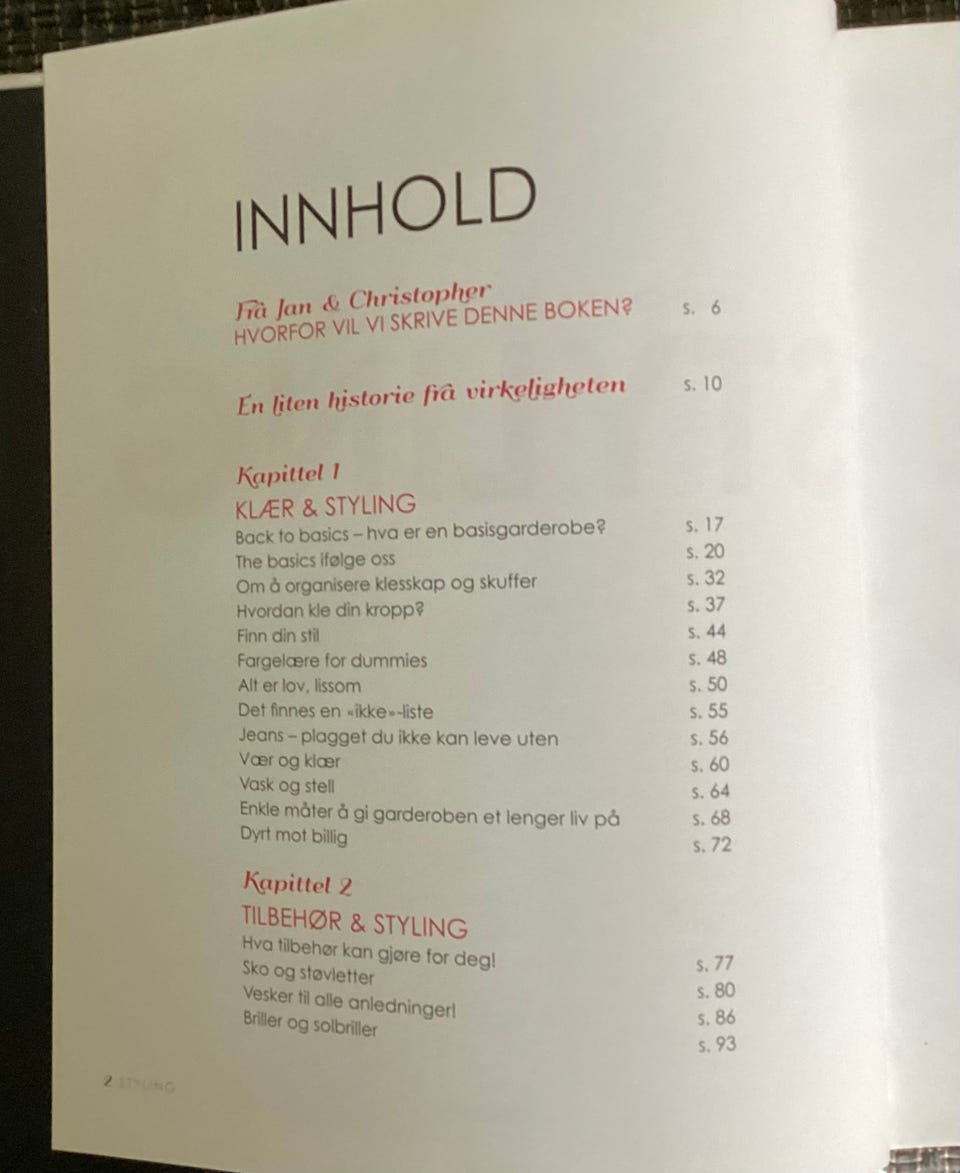 INNHOLD
Frå Jan & Christopher
HVORFOR VIL VI SKRIVE DENNE BOKEN? s. 6
En liten historie frå virkeligheten s. 10
Kapittel 1
KLÆR & STYLING
Back to basics – hva er en basisgarderobe? s. 17
The basics ifølge oss s. 20
Om å organisere klesskap og skuffer s. 32
Hvordan kle din kropp? s. 37
Finn din stil s. 44
Fargelære for dummies s. 48
Alt er lov, lissom s. 50
Det finnes en «ikke»-liste s. 55
Jeans – plagget du ikke kan leve uten s. 56
Vær og klær s. 60
Vask og stell s. 64
Enkle måter å gi garderoben et lenger liv på s. 68
Dyrt mot billig s. 72
Kapittel 2
TILBEHØR & STYLING
Hva tilbehør kan gjøre for deg! s. 77
Sko og støvletter s. 80
Vesker til alle anledninger! s. 86
Briller og solbriller s. 93
2 STYLING